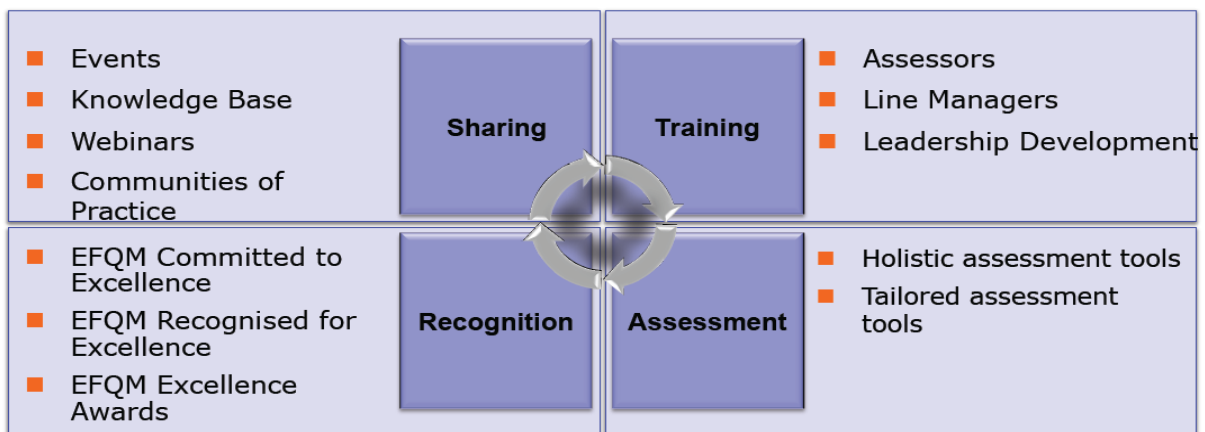 Events
Knowledge Base
Webinars
Communities of
Practice
Sharing
Training
Assessors
Line Managers
Leadership Development
EFQM Committed to
Excellence
EFQM Recognised for
Excellence
EFQM Excellence
Awards
Recognition
Assessment
Holistic assessment tools
Tailored assessment
tools